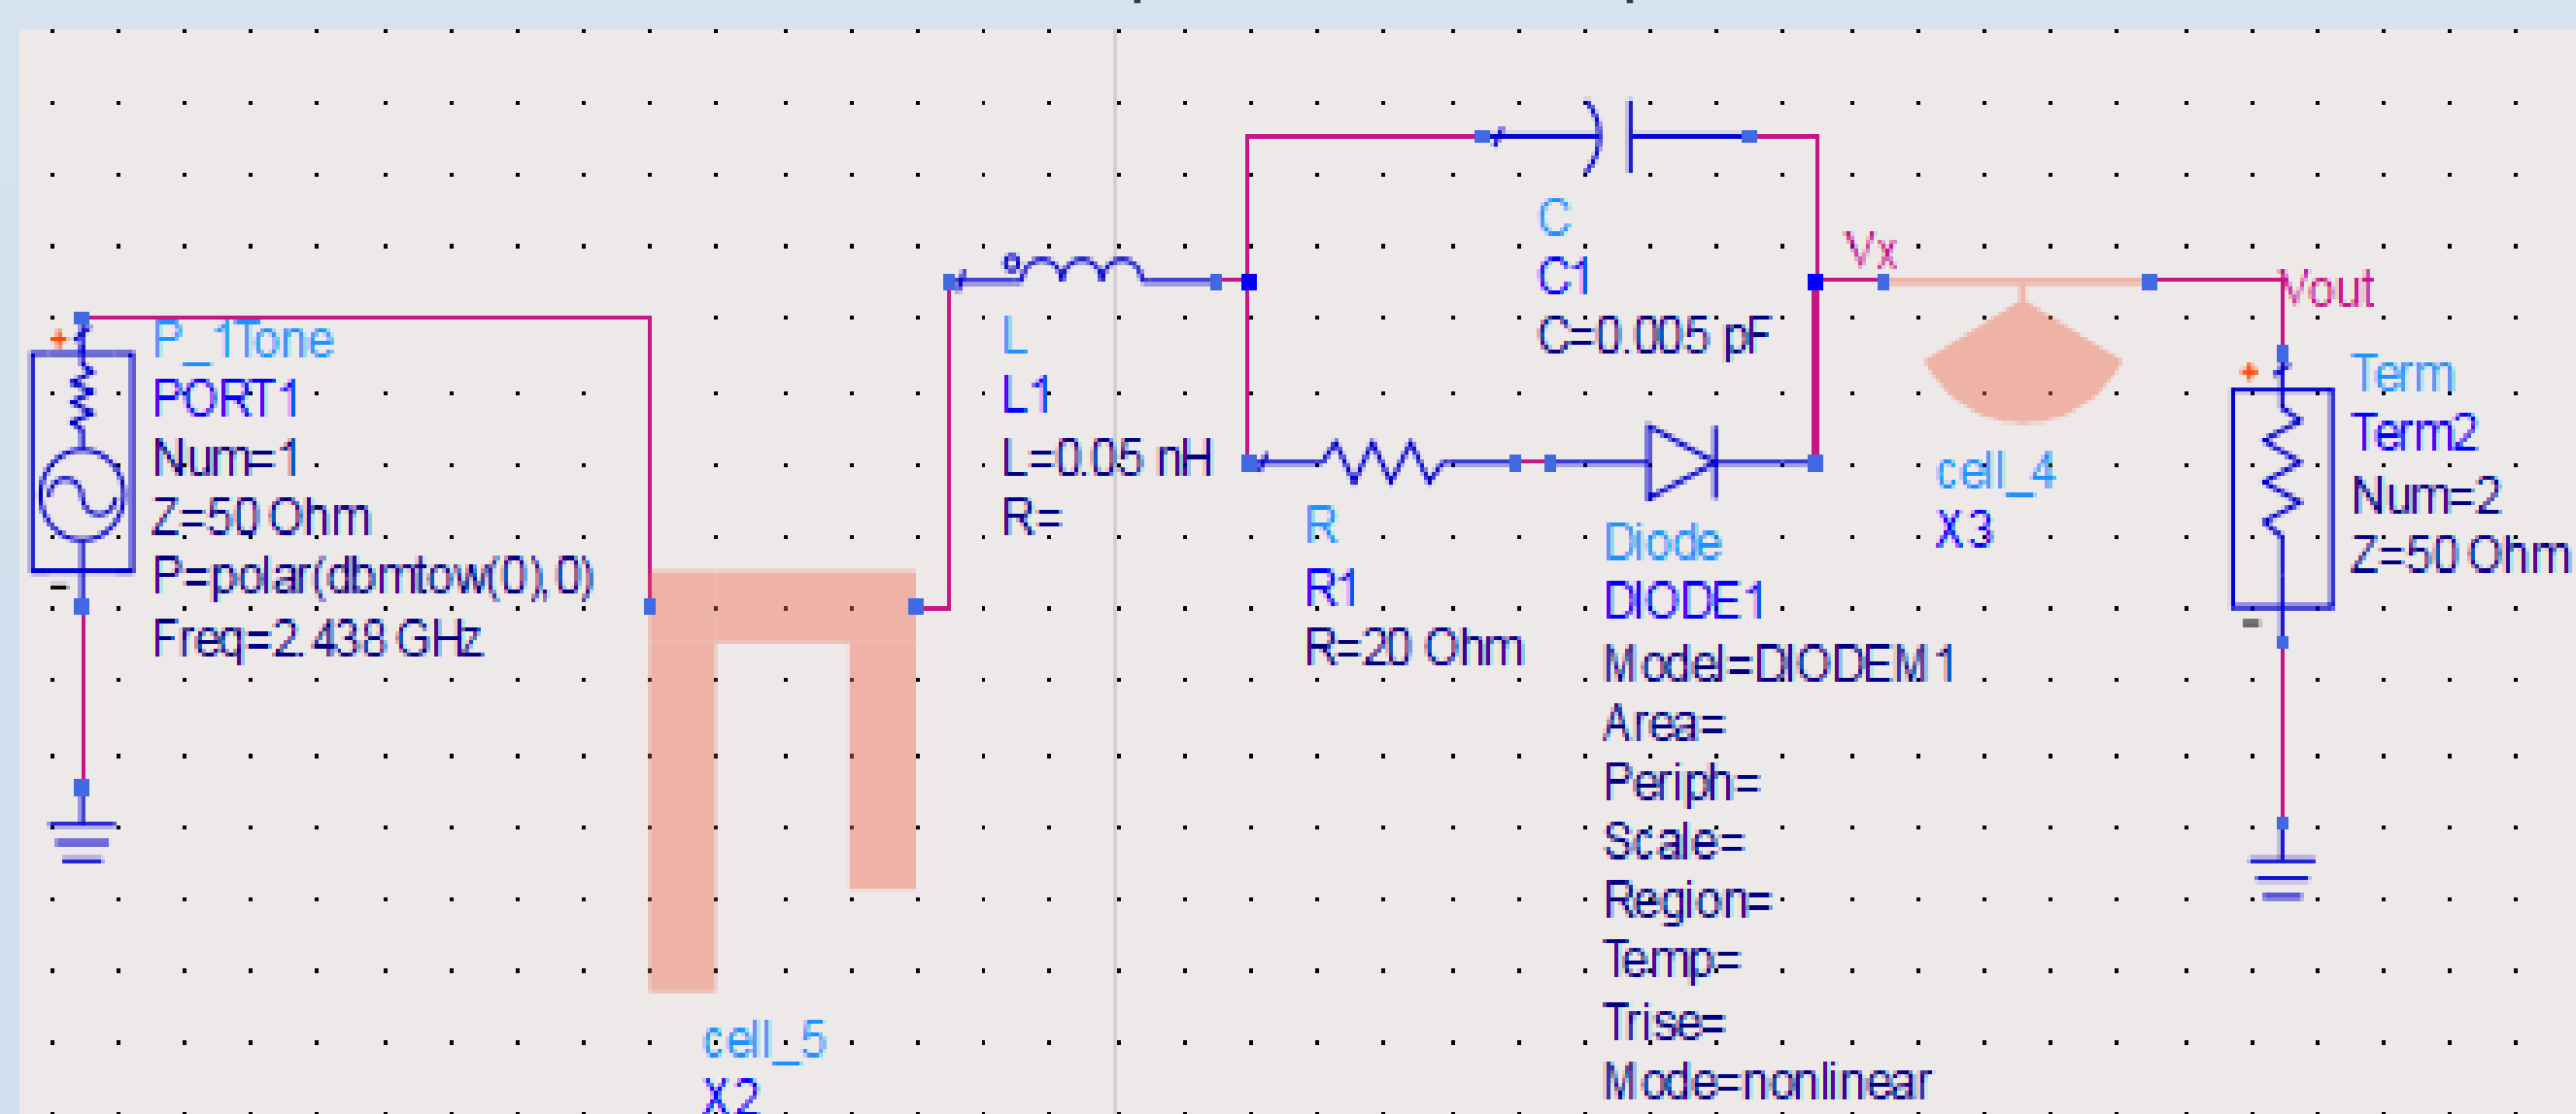 P_1Tone
PORT1
Num=1
Z=50 Ohm
P=polar(dbmtow(0),0)
Freq=2.438 GHz
cell_5
X2
L
L1
L=0.05 nH
R=
C
C1
C=0.005 pF
R
R1
R=20 Ohm
Diode
DIODE1
Model=DIODEM1
Area=
Periph=
Scale=
Region=
Temp=
Trise=
Mode=nonlinear
Vx
cell_4
X3
Vout
Term
Term2
Num=2
Z=50 Ohm